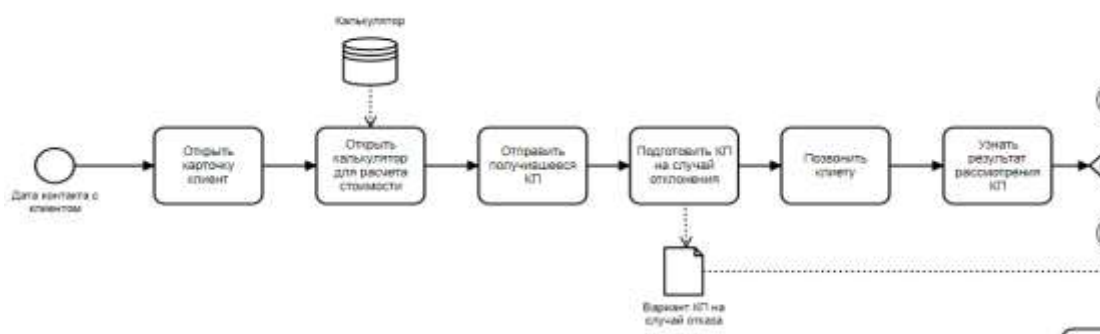 Калькулятор
Открыть
карточку
клиент
Открыть
калькулятор
для расчета
стоимости
Отправить
получившееся
КП
Подготовить КП
на случай
отклонения
Позвонить
клиету
Узнать
результат
рассмотрения
КП
Дата контакта с
клиентом
Вариант КП на
случай отказа